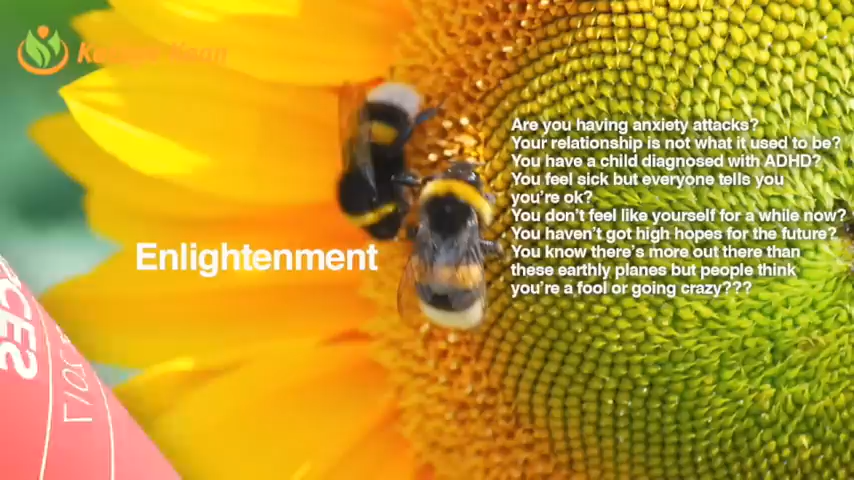 Enlightenment
Are you having anxiety attacks?
Your relationship is not what it used to be?
You have a child diagnosed with ADHD?
You feel sick but everyone tells you
you're ok?
You don't feel like yourself for a while now?
You haven't got high hopes for the future?
You know there's more out there than
these earthly planes but people think
you're a fool or going crazy???